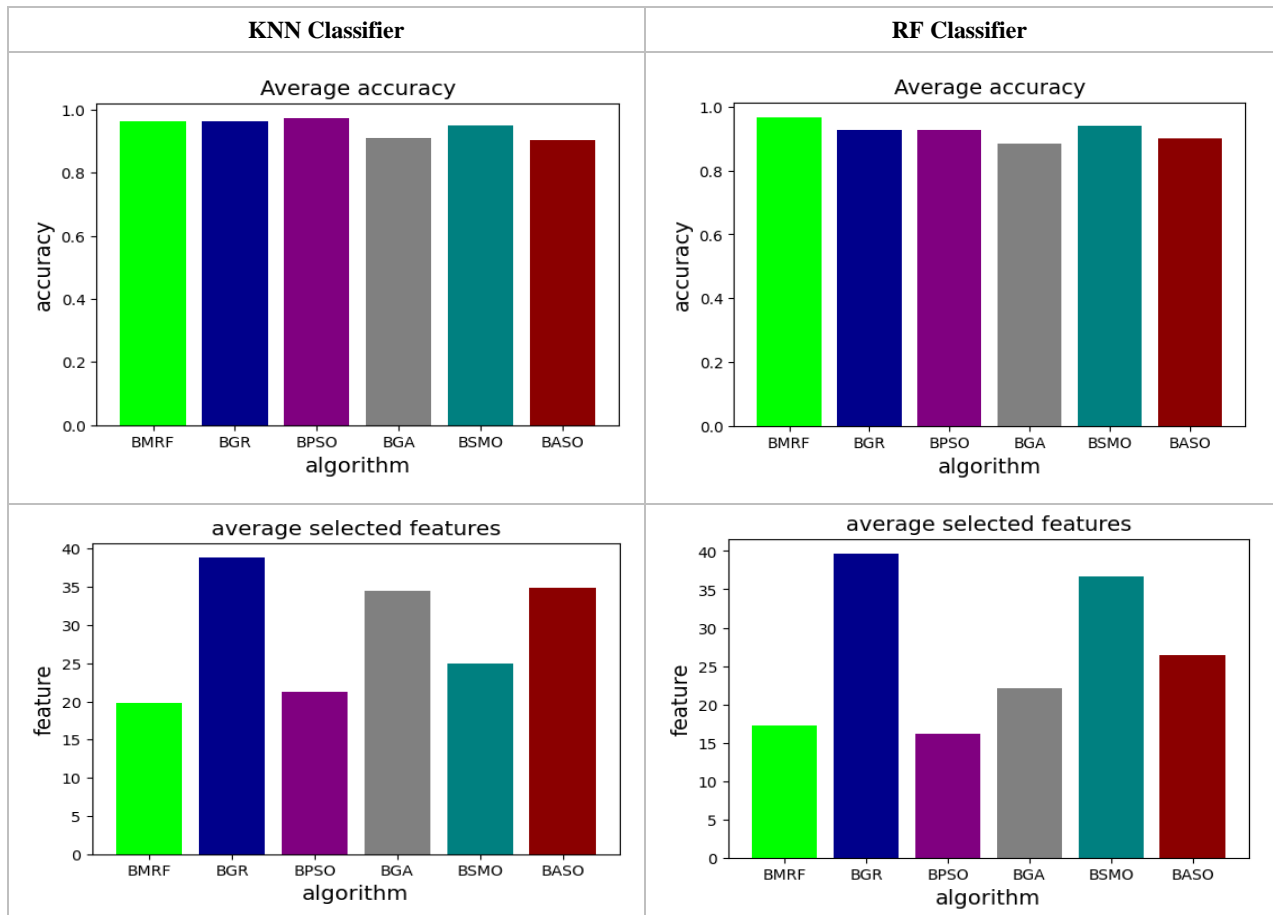 KNN Classifier
RF Classifier
Average accuracy
1.0
0.8
0.6
0.4
0.2
0.0
accuracy
BMRF BGR BPSO BGA BSMO BASO
algorithm
Average accuracy
1.0
0.8
0.6
0.4
0.2
0.0
accuracy
BMRF BGR BPSO BGA BSMO BASO
algorithm
average selected features
40
35
30
25
20
15
10
5
0
feature
BMRF BGR BPSO BGA BSMO BASO
algorithm
average selected features
40
35
30
25
20
15
10
5
0
feature
BMRF BGR BPSO BGA BSMO BASO
algorithm